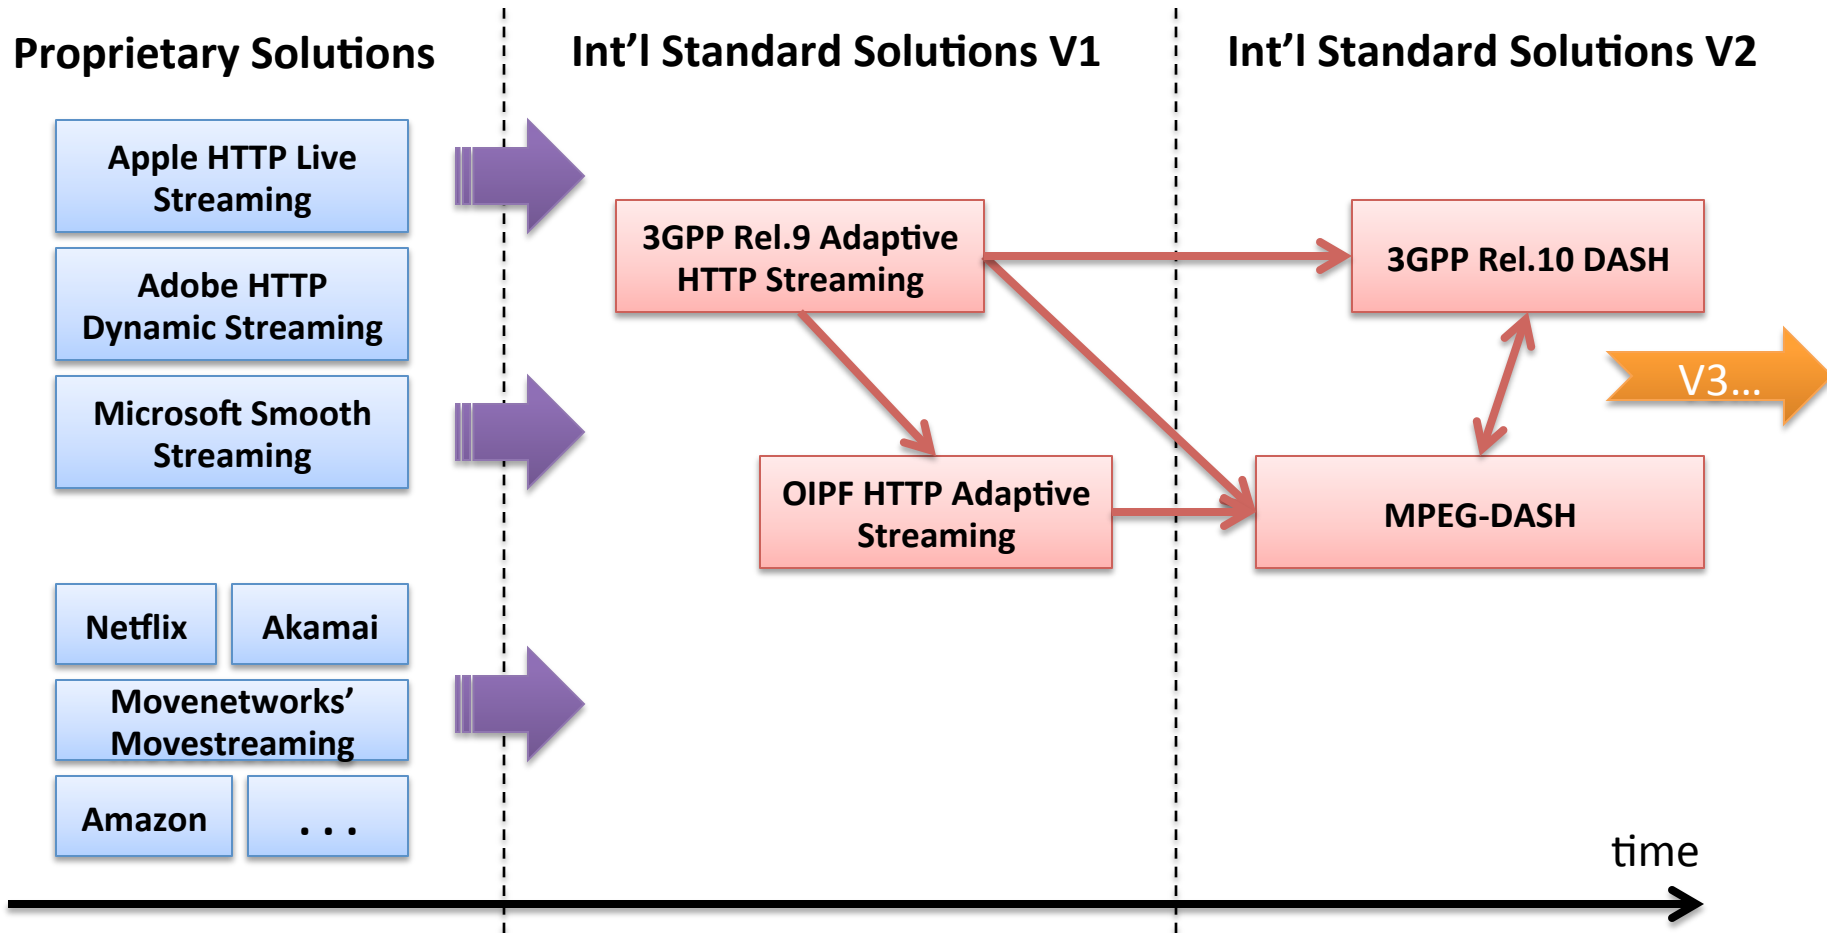 Proprietary Solutions
Int'l Standard Solutions V1
Int'l Standard Solutions V2
Apple HTTP Live
Streaming
Adobe HTTP
Dynamic Streaming
Microsoft Smooth
Streaming
Netflix
Akamai
Movenetworks'
Movestreaming
Amazon
...
3GPP Rel.9 Adaptive
HTTP Streaming
OIPF HTTP Adaptive
Streaming
3GPP Rel.10 DASH
MPEG-DASH
V3...
time